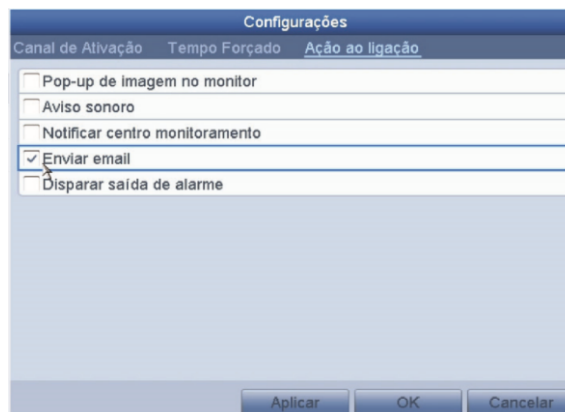 Configurações
Canal de Ativação Tempo Forçado Ação ao ligação
Pop-up de imagem no monitor
Aviso sonoro
Notificar centro monitoramento
Enviar email
Disparar saída de alarme
Aplicar OK Cancelar